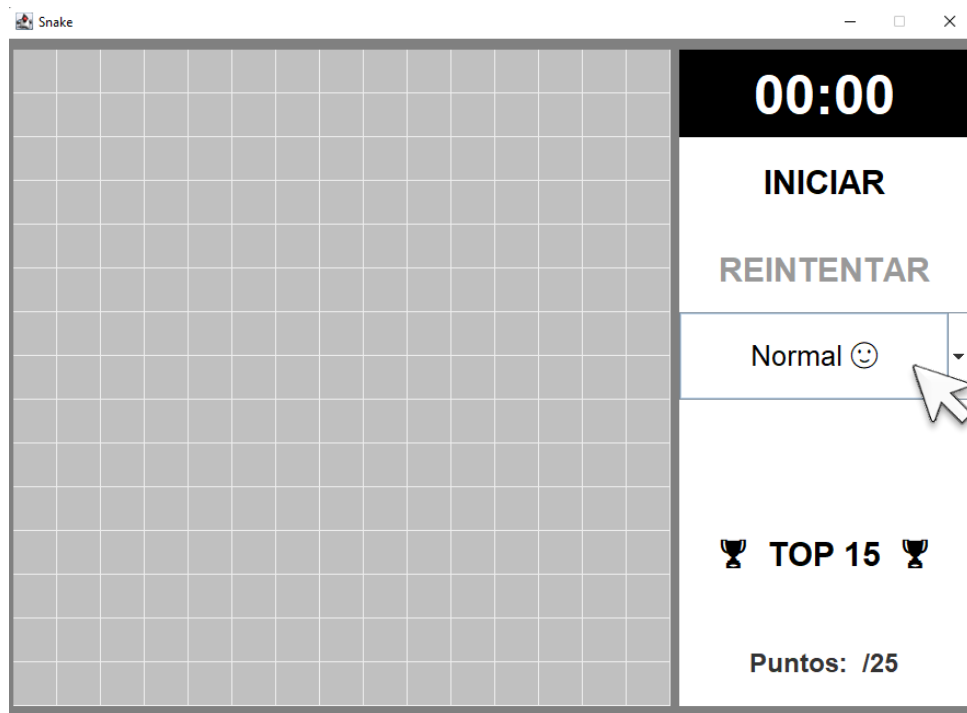 Snake
00:00
INICIAR
REINTENTAR
Normal ☺
🏆 TOP 15 🏆
Puntos: /25